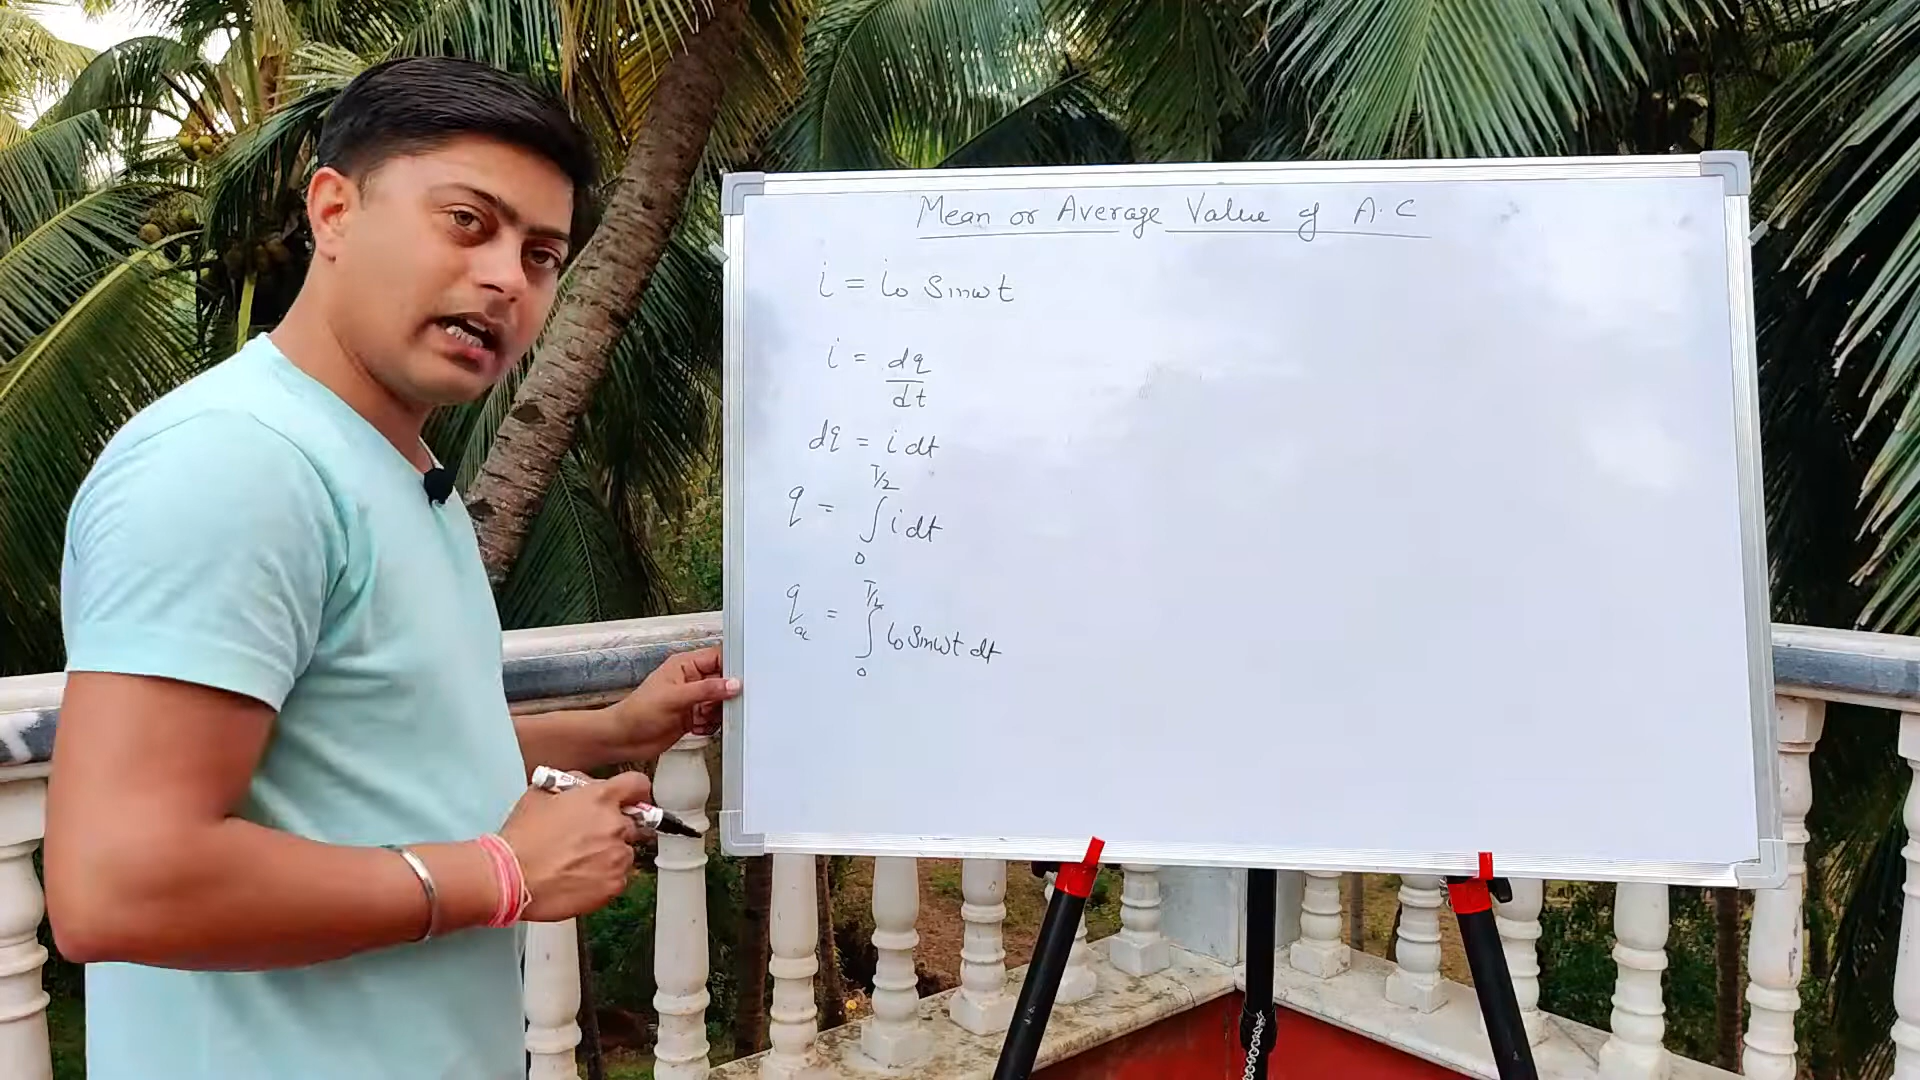 Mean or Average Value of A.C
i = i₀ Sinωt
i = dq/dt
dq = i dt
q = ∫₀^T/2 i dt
q_ac = ∫₀^T/2 i₀ Sinωt dt